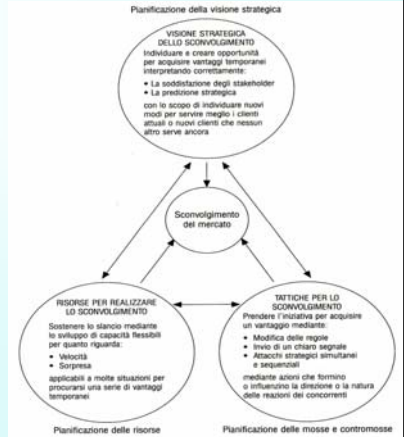 Pianificazione della visione strategica
VISIONE STRATEGICA
DELLO SCONVOLGIMENTO
Individuare e creare opportunità
per acquisire vantaggi temporanei
interpretando correttamente:
• La soddisfazione degli stakeholder
• La predizione strategica
con lo scopo di individuare nuovi
modi per servire meglio i clienti
attuali o nuovi clienti che nessun
altro serve ancora
Sconvolgimento
del mercato
RISORSE PER REALIZZARE
LO SCONVOLGIMENTO
Sostenere lo slancio mediante
lo sviluppo di capacità flessibili
per quanto riguarda:
• Velocità
• Sorpresa
applicabili a molte situazioni per
procurarsi una serie di vantaggi
temporanei
TATTICHE PER LO
SCONVOLGIMENTO
Prendere l'iniziativa per acquisire
un vantaggio mediante:
• Modifica delle regole
• Invio di un chiaro segnale
• Attacchi strategici simultanei
e sequenziali
mediante azioni che formino
o influenzino la direzione o la natura
delle reazioni dei concorrenti
Pianificazione delle risorse
Pianificazione delle mosse e contromosse